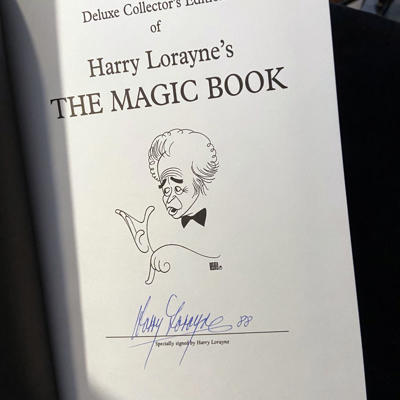 Deluxe Collector's Edition
of
Harry Lorayne's
THE MAGIC BOOK
Harry Lorayne 88
Specially signed by Harry Lorayne